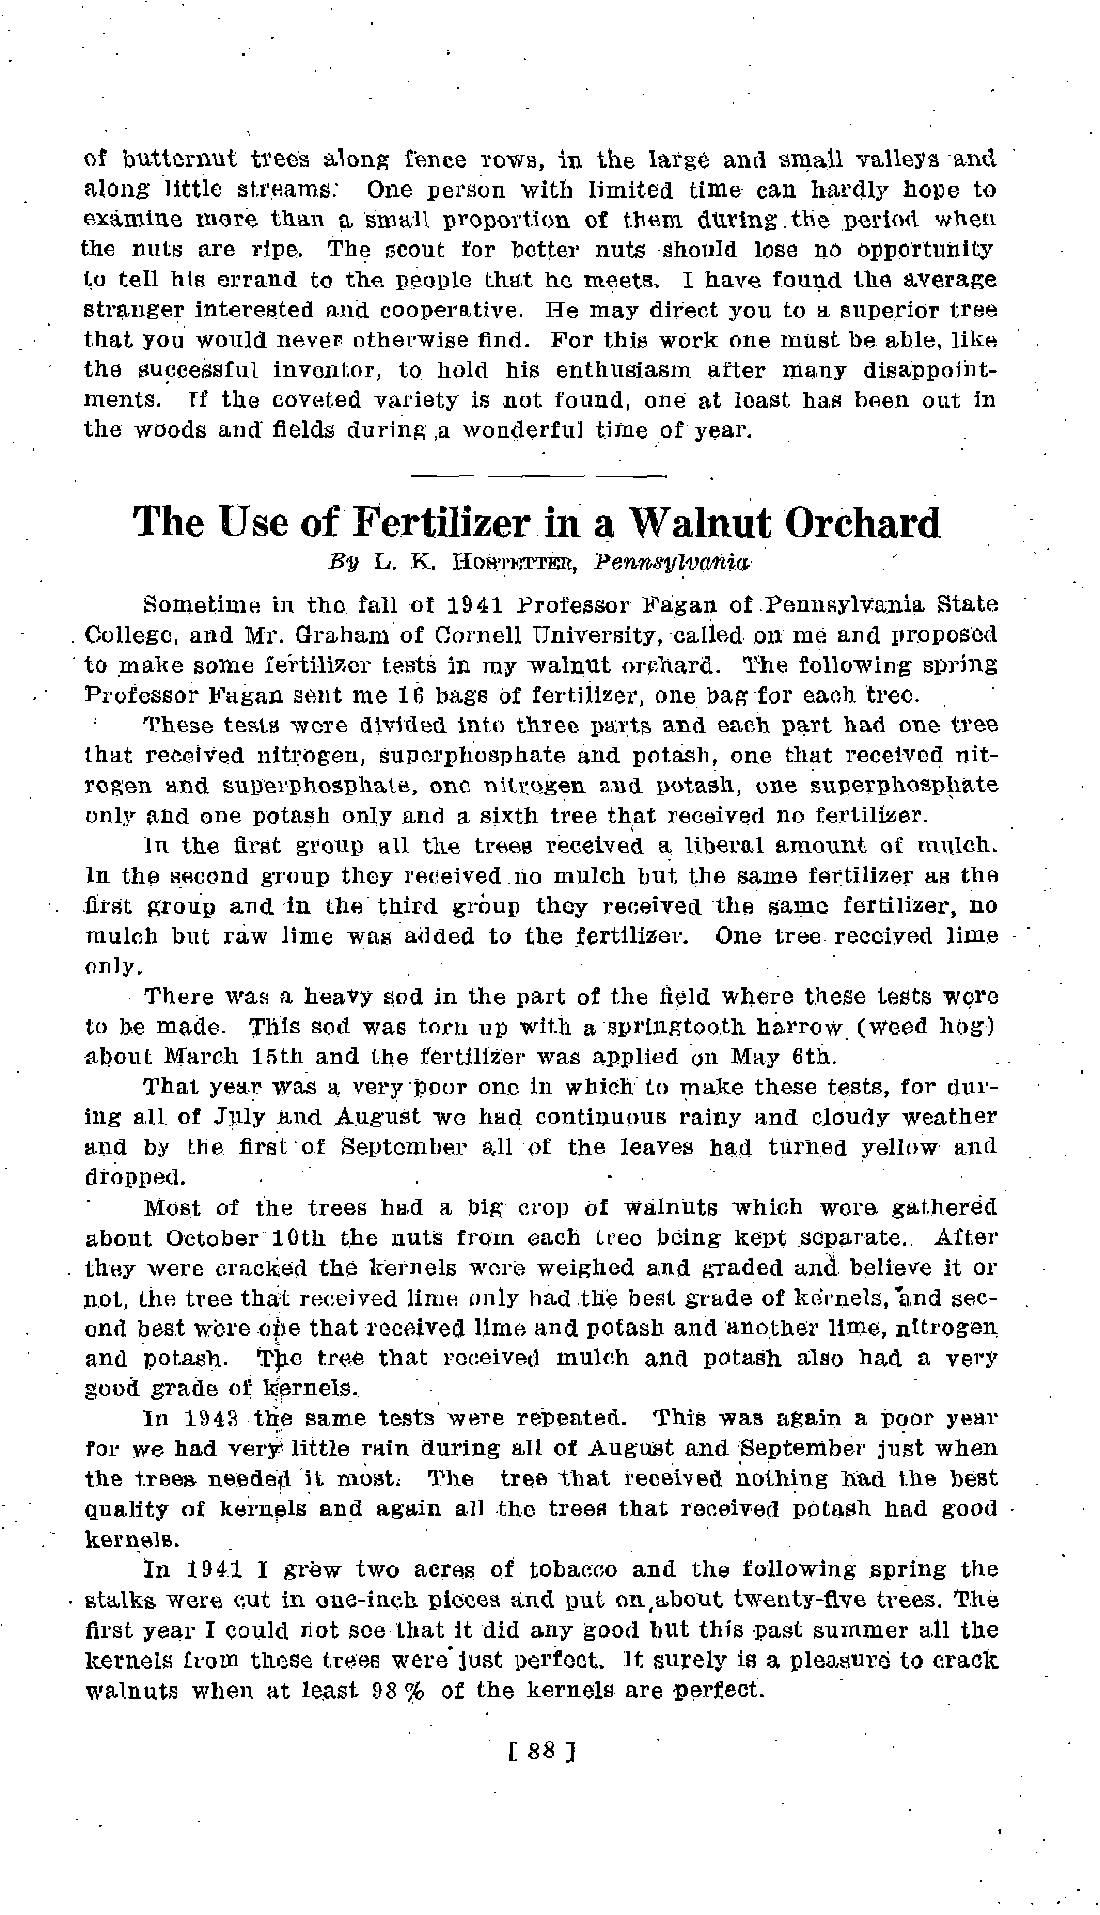 of butternut trees along fence rows, in the large and small valleys and
along little streams. One person with limited time can hardly hope to
examine more than a small proportion of them during the period when
the nuts are ripe. The scout for better nuts should lose no opportunity
to tell his errand to the people that he meets. I have found the average
stranger interested and cooperative. He may direct you to a superior tree
that you would never otherwise find. For this work one must be able, like
the successful inventor, to hold his enthusiasm after many disappoint-
ments. If the coveted variety is not found, one at least has been out in
the woods and fields during a wonderful time of year.
The Use of Fertilizer in a Walnut Orchard
By L. K. HOSTETTER, Pennsylvania
Sometime in the fall of 1941 Professor Fagan of Pennsylvania State
College, and Mr. Graham of Cornell University, called on me and proposed
to make some fertilizer tests in my walnut orchard. The following spring
Professor Fagan sent me 16 bags of fertilizer, one bag for each tree.
These tests were divided into three parts and each part had one tree
that received nitrogen, superphosphate and potash, one that received nit-
rogen and superphosphate, one nitrogen and potash, one superphosphate
only and one potash only and a sixth tree that received no fertilizer.
In the first group all the trees received a liberal amount of mulch.
In the second group they received no mulch but the same fertilizer as the
first group and in the third group they received the same fertilizer, no
mulch but raw lime was added to the fertilizer. One tree received lime
only.
There was a heavy sod in the part of the field where these tests were
to be made. This sod was torn up with a springtooth harrow (weed hog)
about March 15th and the fertilizer was applied on May 6th.
That year was a very poor one in which to make these tests, for dur-
ing all of July and August we had continuous rainy and cloudy weather
and by the first of September all of the leaves had turned yellow and
dropped.
Most of the trees had a big crop of walnuts which were gathered
about October 10th the nuts from each tree being kept separate. After
they were cracked the kernels were weighed and graded and believe it or
not, the tree that received lime only had the best grade of kernels, and sec-
ond best were one that received lime and potash and another lime, nitrogen
and potash. The tree that received mulch and potash also had a very
good grade of kernels.
In 1943 the same tests were repeated. This was again a poor year
for we had very little rain during all of August and September just when
the trees needed it most. The tree that received nothing had the best
quality of kernels and again all the trees that received potash had good
kernels.
In 1941 I grew two acres of tobacco and the following spring the
stalks were cut in one-inch pieces and put on about twenty-five trees. The
first year I could not see that it did any good but this past summer all the
kernels from these trees were just perfect. It surely is a pleasure to crack
walnuts when at least 98% of the kernels are perfect.
[ 88 ]